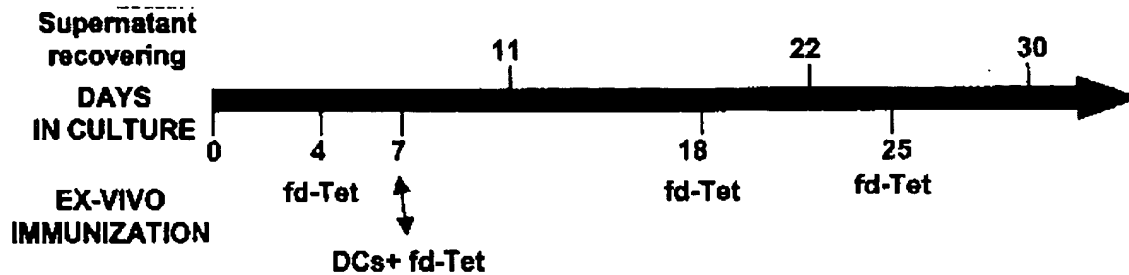 Supernatant
recovering
11 22 30
DAYS
IN CULTURE
0 4 7 18 25
fd-Tet fd-Tet fd-Tet
EX-VIVO
IMMUNIZATION
DCs+ fd-Tet